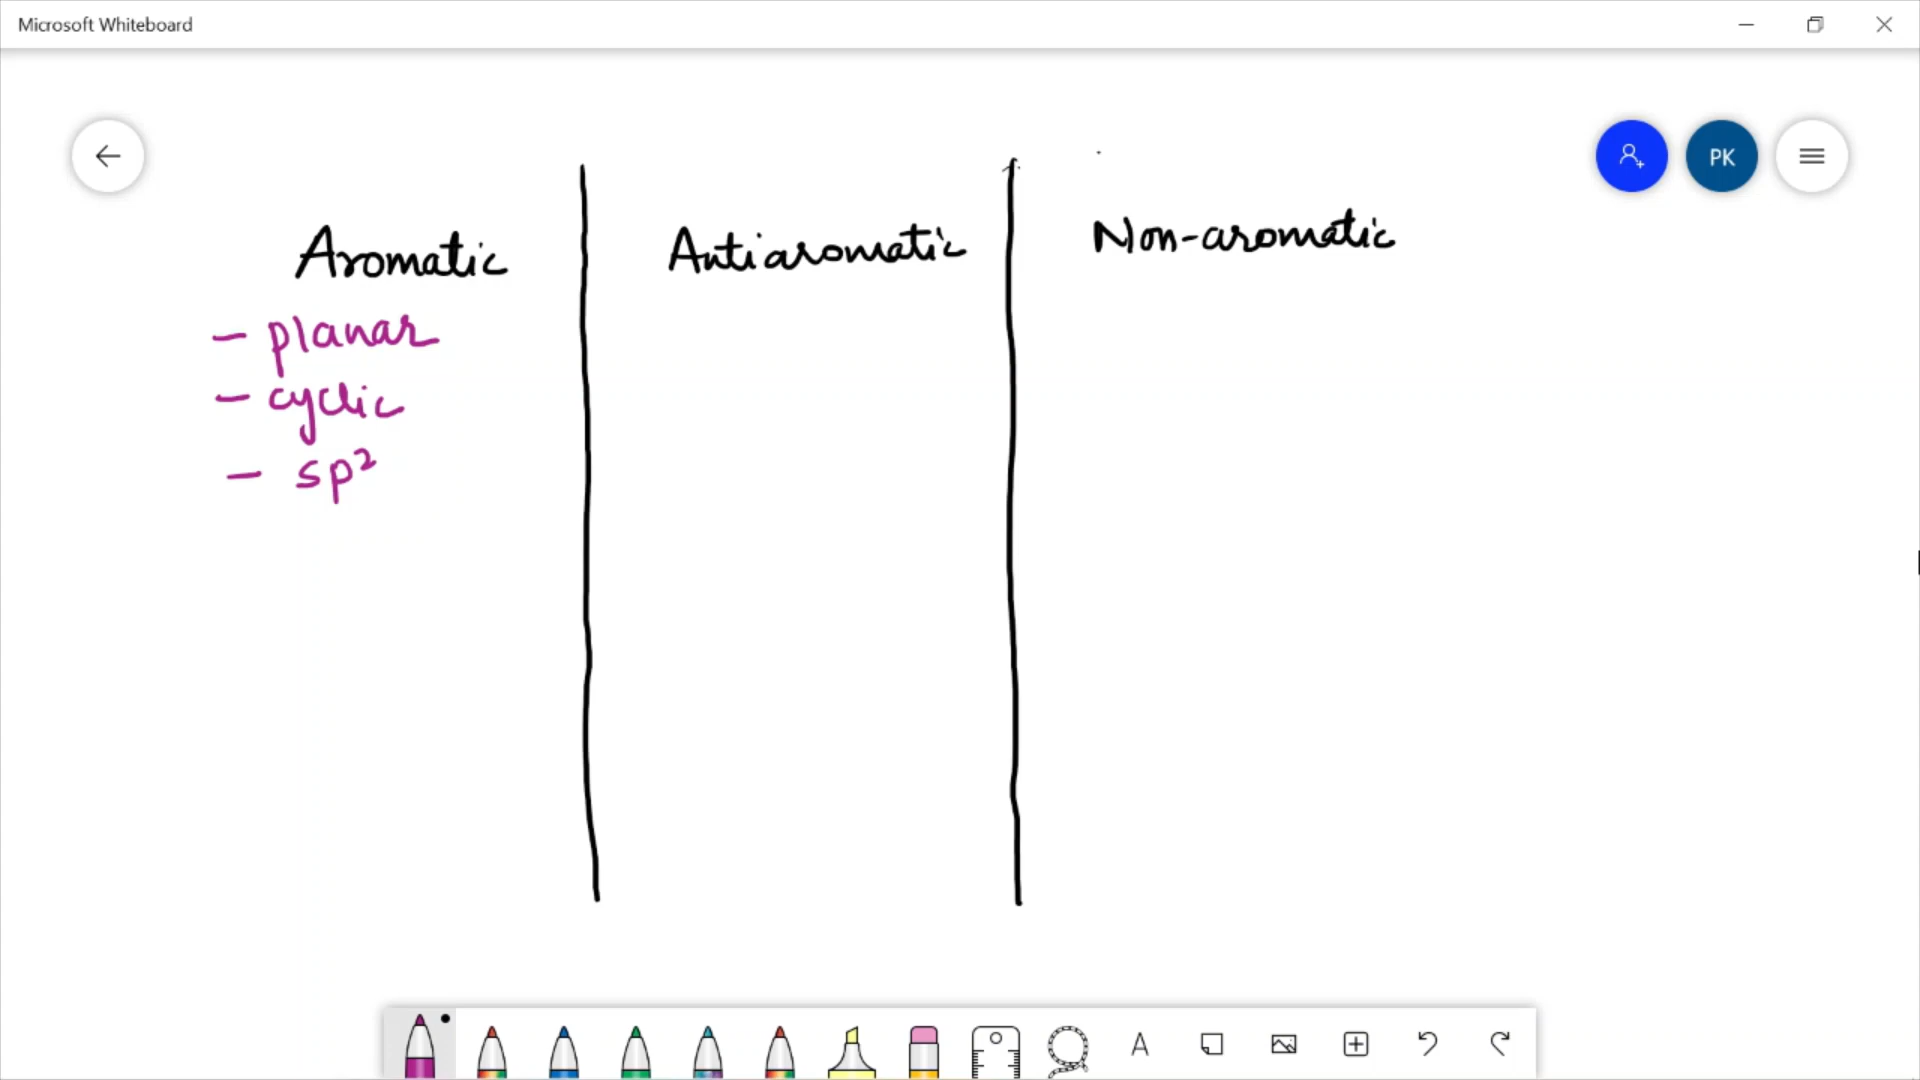 Microsoft Whiteboard
PK
Aromatic
- planar
- cyclic
- sp²
Antiaromatic
Non-aromatic
A